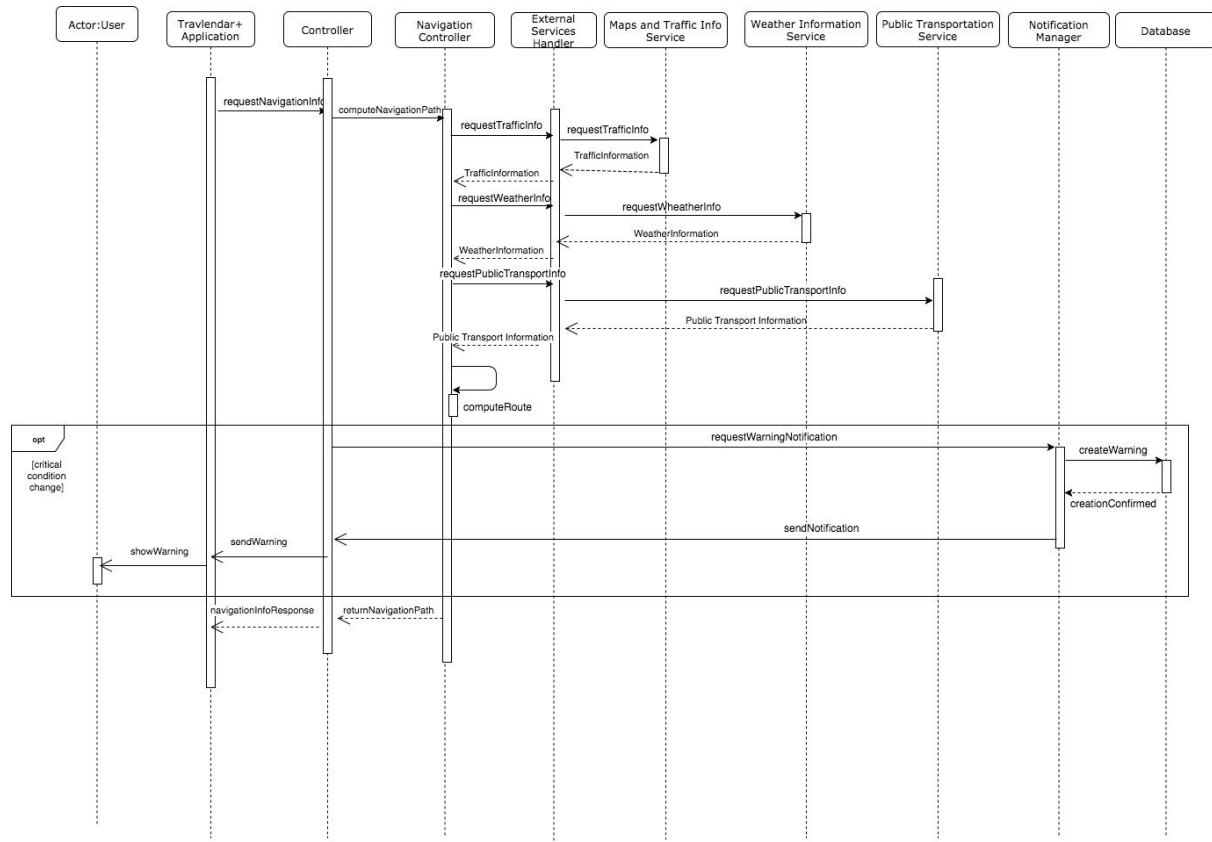 Actor:User
Travlendar+
Application
Controller
Navigation
Controller
External
Services
Handler
Maps and Traffic Info
Service
Weather Information
Service
Public Transportation
Service
Notification
Manager
Database
requestNavigationInfo
computeNavigationPath
requestTrafficInfo
requestTrafficInfo
TrafficInformation
TrafficInformation
requestWeatherInfo
requestWheatherInfo
WeatherInformation
WeatherInformation
requestPublicTransportInfo
requestPublicTransportInfo
Public Transport Information
Public Transport Information
computeRoute
opt
[critical
condition
change]
requestWarningNotification
createWarning
creationConfirmed
sendNotification
sendWarning
showWarning
returnNavigationPath
navigationInfoResponse